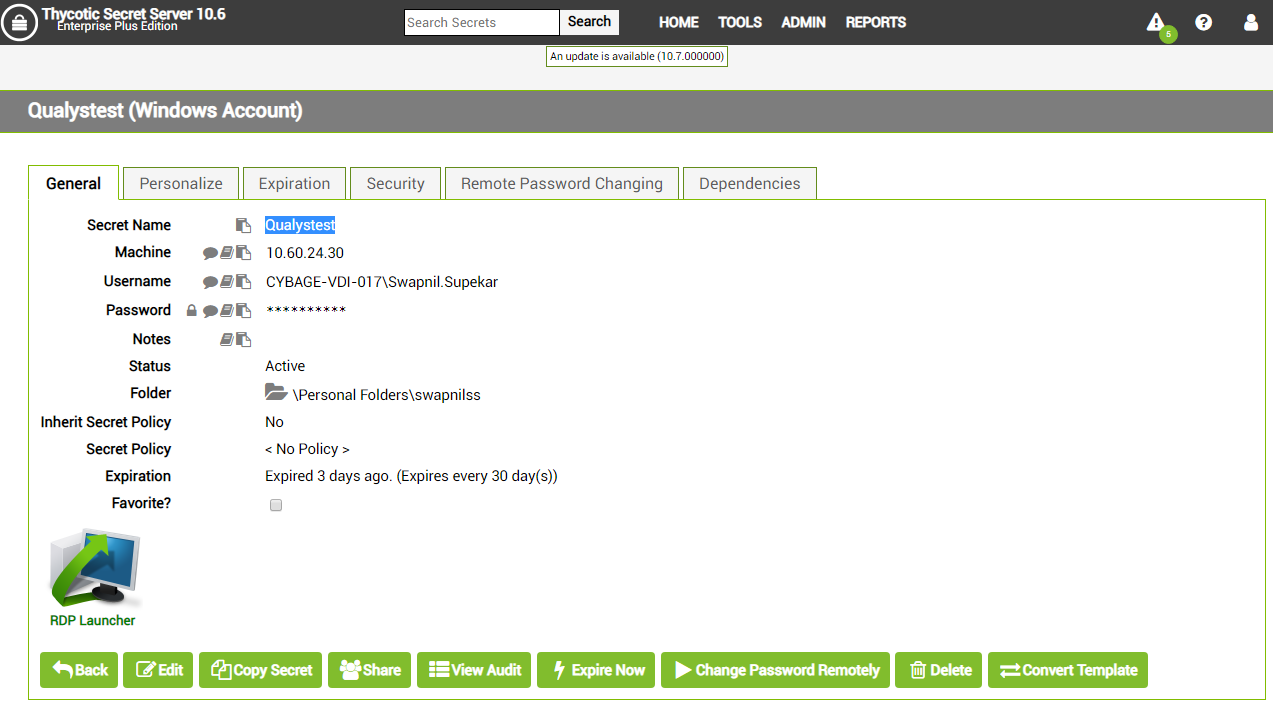 Thycotic Secret Server 10.6
Enterprise Plus Edition
Search Secrets Search HOME TOOLS ADMIN REPORTS 5
An update is available (10.7.000000)
Qualystest (Windows Account)
General Personalize Expiration Security Remote Password Changing Dependencies
Secret Name Qualystest
Machine 10.60.24.30
Username CYBAGE-VDI-017\Swapnil.Supekar
Password **********
Notes
Status Active
Folder \Personal Folders\swapnilss
Inherit Secret Policy No
Secret Policy < No Policy >
Expiration Expired 3 days ago. (Expires every 30 day(s))
Favorite?
RDP Launcher
Back Edit Copy Secret Share View Audit Expire Now Change Password Remotely Delete Convert Template